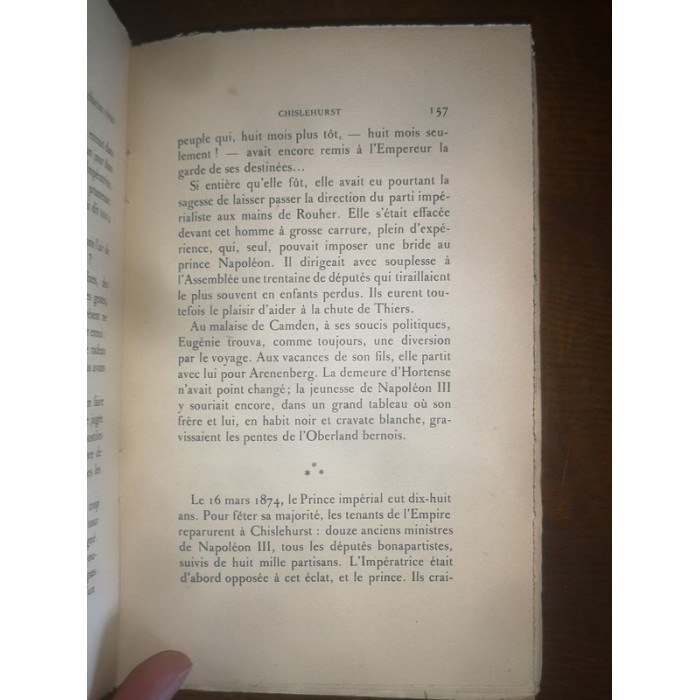 CHISLEHURST 157
peuple qui, huit mois plus tôt, — huit mois seu-
lement ! — avait encore remis à l'Empereur la
garde de ses destinées...
Si entière qu'elle fût, elle avait eu pourtant la
sagesse de laisser passer la direction du parti impé-
rialiste aux mains de Rouher. Elle s'était effacée
devant cet homme à grosse carrure, plein d'expé-
rience, qui, seul, pouvait imposer une bride au
prince Napoléon. Il dirigeait avec souplesse à
l'Assemblée une trentaine de députés qui tiraillaient
le plus souvent en enfants perdus. Ils eurent toute-
fois le plaisir d'aider à la chute de Thiers.
Au malaise de Camden, à ses soucis politiques,
Eugénie trouva, comme toujours, une diversion
par le voyage. Aux vacances de son fils, elle partit
avec lui pour Arenenberg. La demeure d'Hortense
n'avait point changé ; la jeunesse de Napoléon III
y souriait encore, dans un grand tableau où son
frère et lui, en habit noir et cravate blanche, gra-
vissaient les pentes de l'Oberland bernois.
* * *
Le 16 mars 1874, le Prince impérial eut dix-huit
ans. Pour fêter sa majorité, les tenants de l'Empire
reparurent à Chislehurst : douze anciens ministres
de Napoléon III, tous les députés bonapartistes,
suivis de huit mille partisans. L'Impératrice était
d'abord opposée à cet éclat, et le prince. Ils crai-